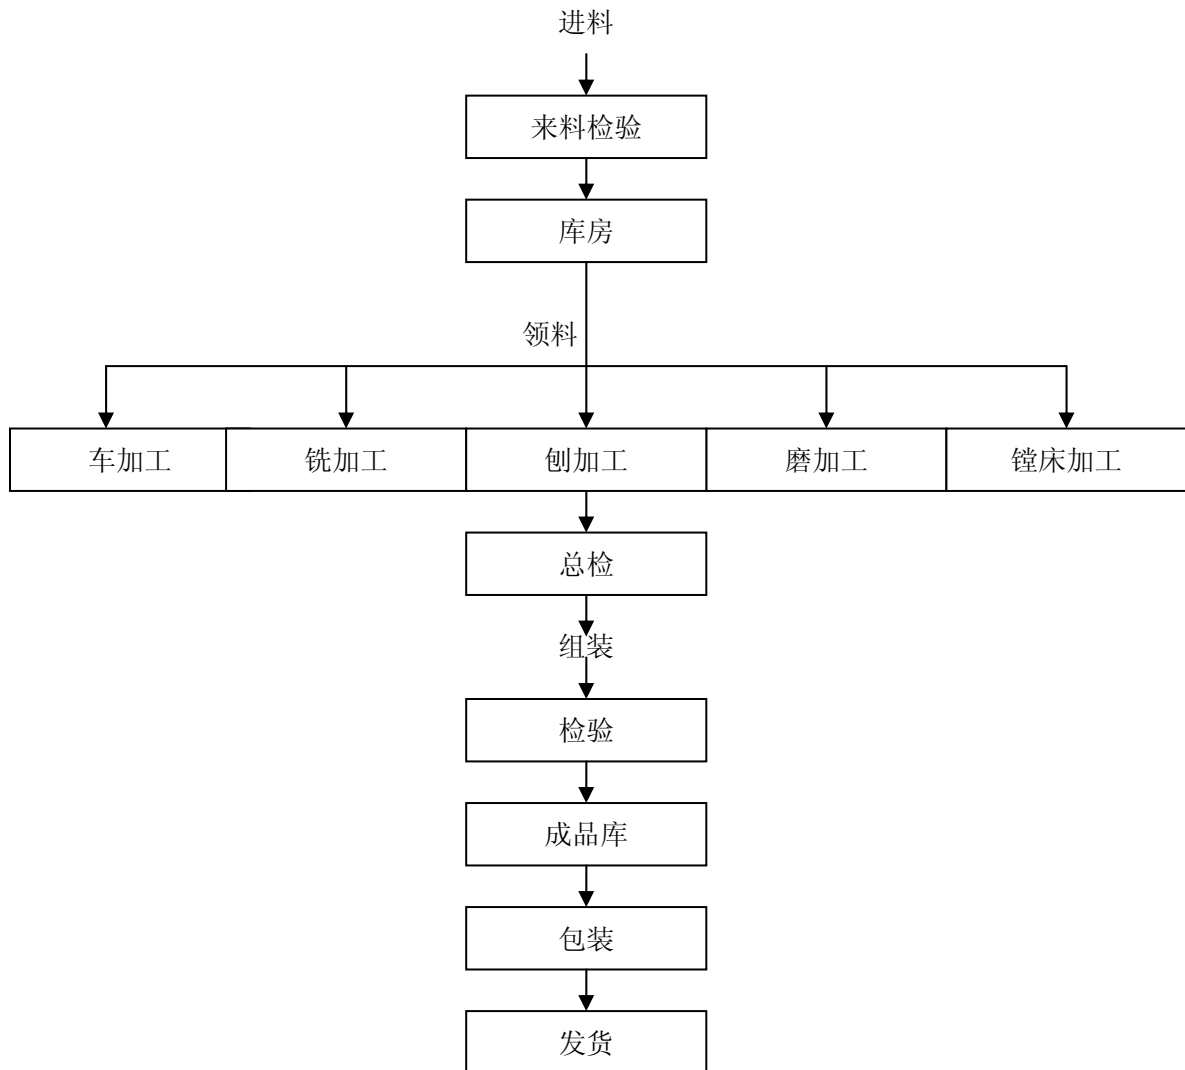 进料
来料检验
库房
领料
车加工 铣加工 刨加工 磨加工 镗床加工
总检
组装
检验
成品库
包装
发货